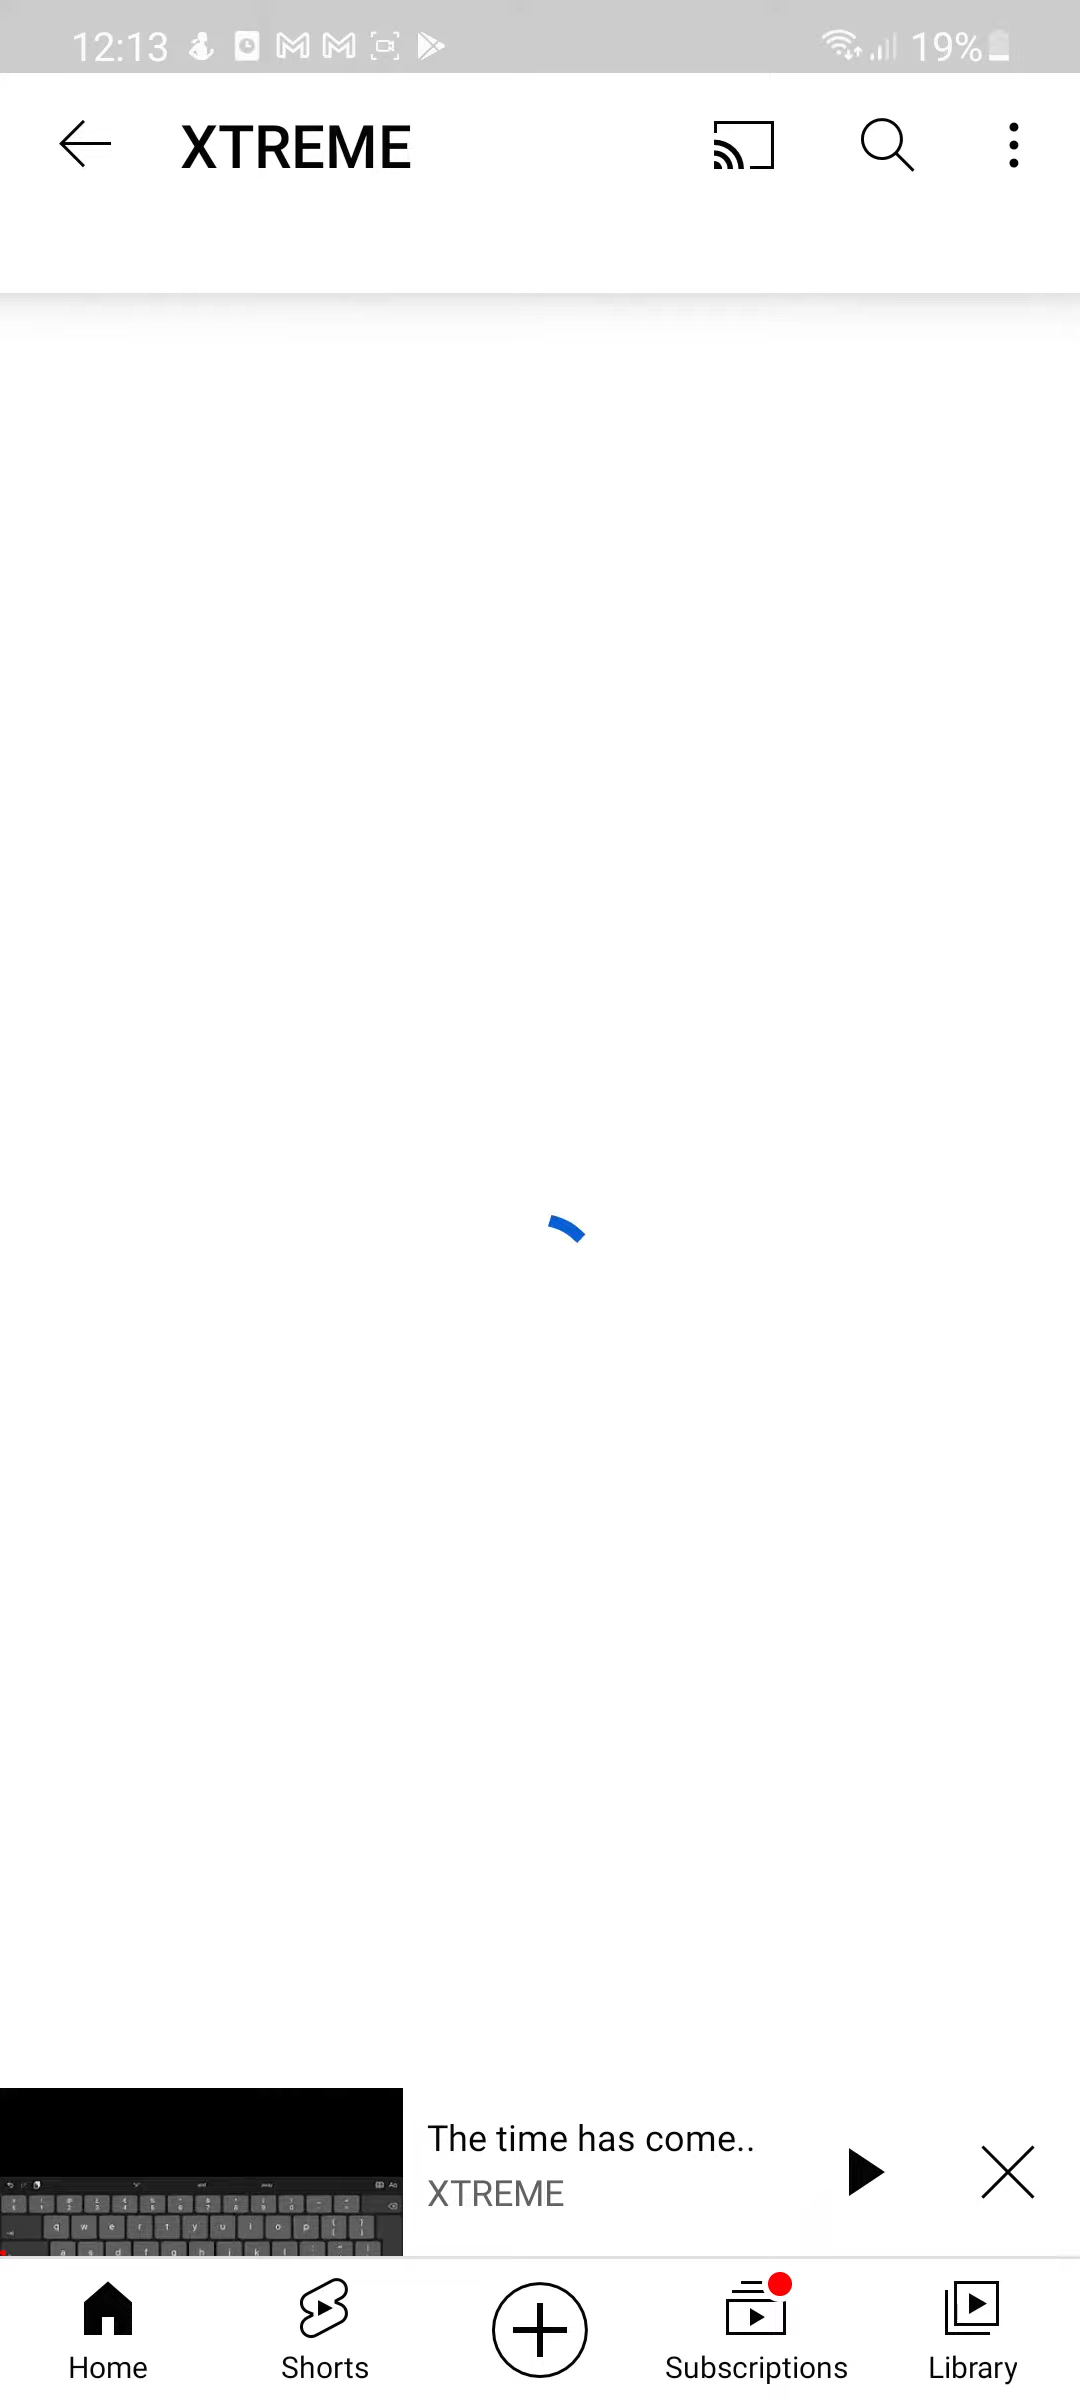 12:13
19%
XTREME
The time has come..
XTREME
q w e r t y u i o p
a s d f g h j k l
Home
Shorts
Subscriptions
Library